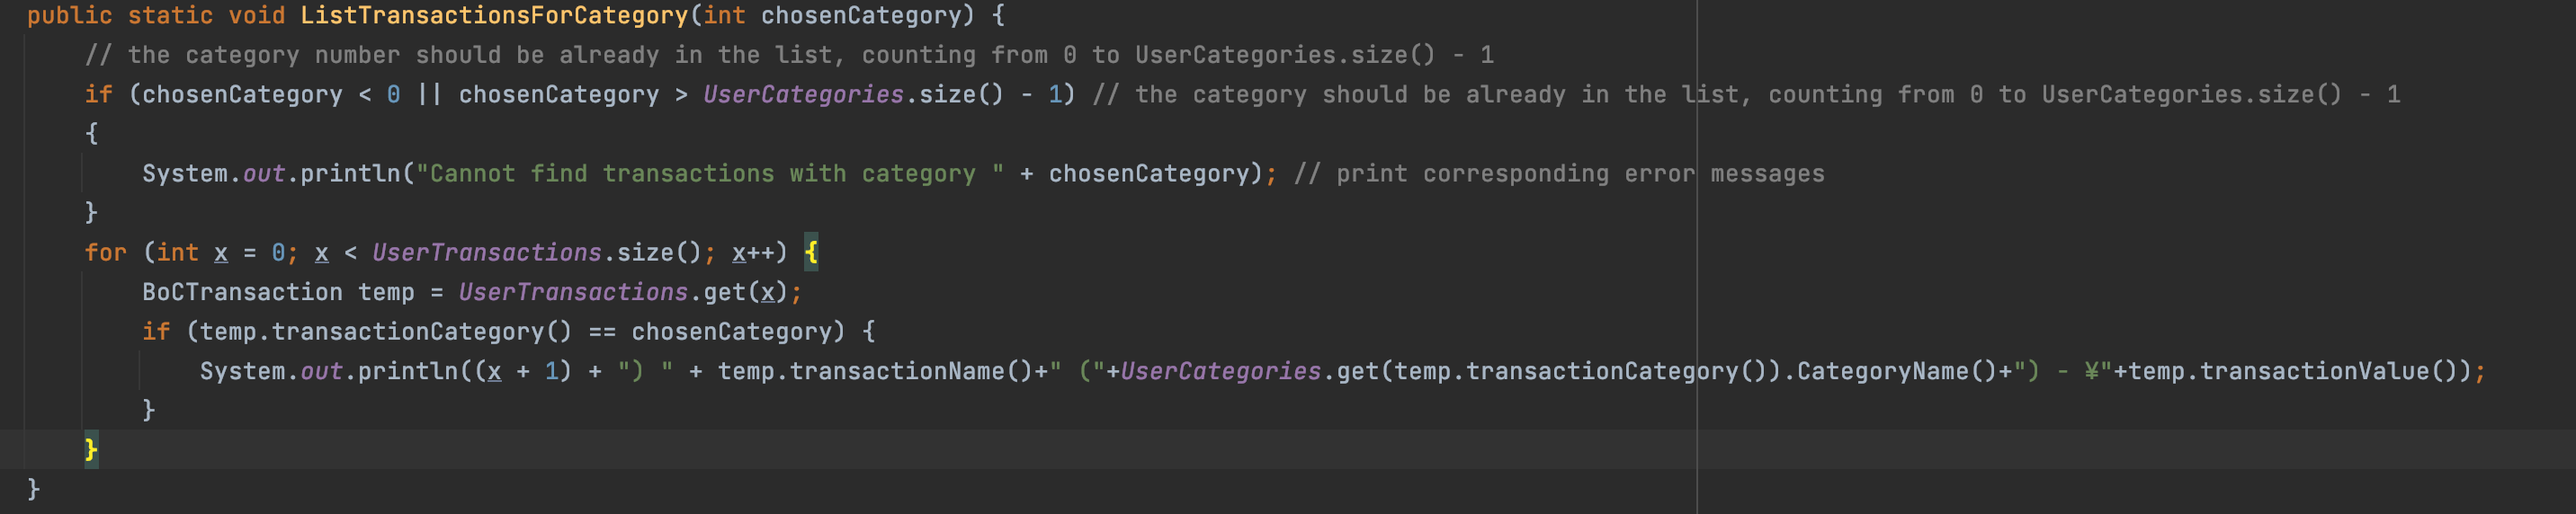 public static void ListTransactionsForCategory(int chosenCategory) {
// the category number should be already in the list, counting from 0 to UserCategories.size() - 1
if (chosenCategory < 0 || chosenCategory > UserCategories.size() - 1) // the category should be already in the list, counting from 0 to UserCategories.size() - 1
{
System.out.println("Cannot find transactions with category " + chosenCategory); // print corresponding error messages
}
for (int x = 0; x < UserTransactions.size(); x++) {
BoCTransaction temp = UserTransactions.get(x);
if (temp.transactionCategory() == chosenCategory) {
System.out.println((x + 1) + ") " + temp.transactionName()+" ("+UserCategories.get(temp.transactionCategory()).CategoryName()+") - ¥"+temp.transactionValue());
}
}
}